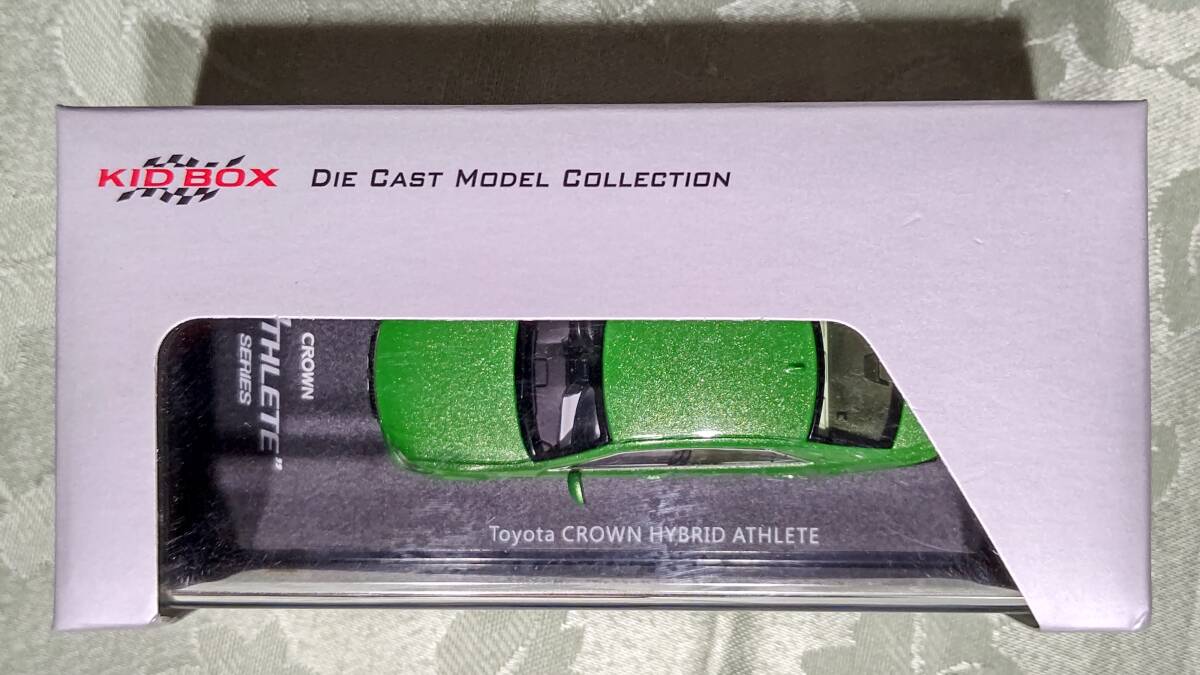 KID BOX
DIE CAST MODEL COLLECTION
CROWN
THLETE"
SERIES
Toyota CROWN HYBRID ATHLETE